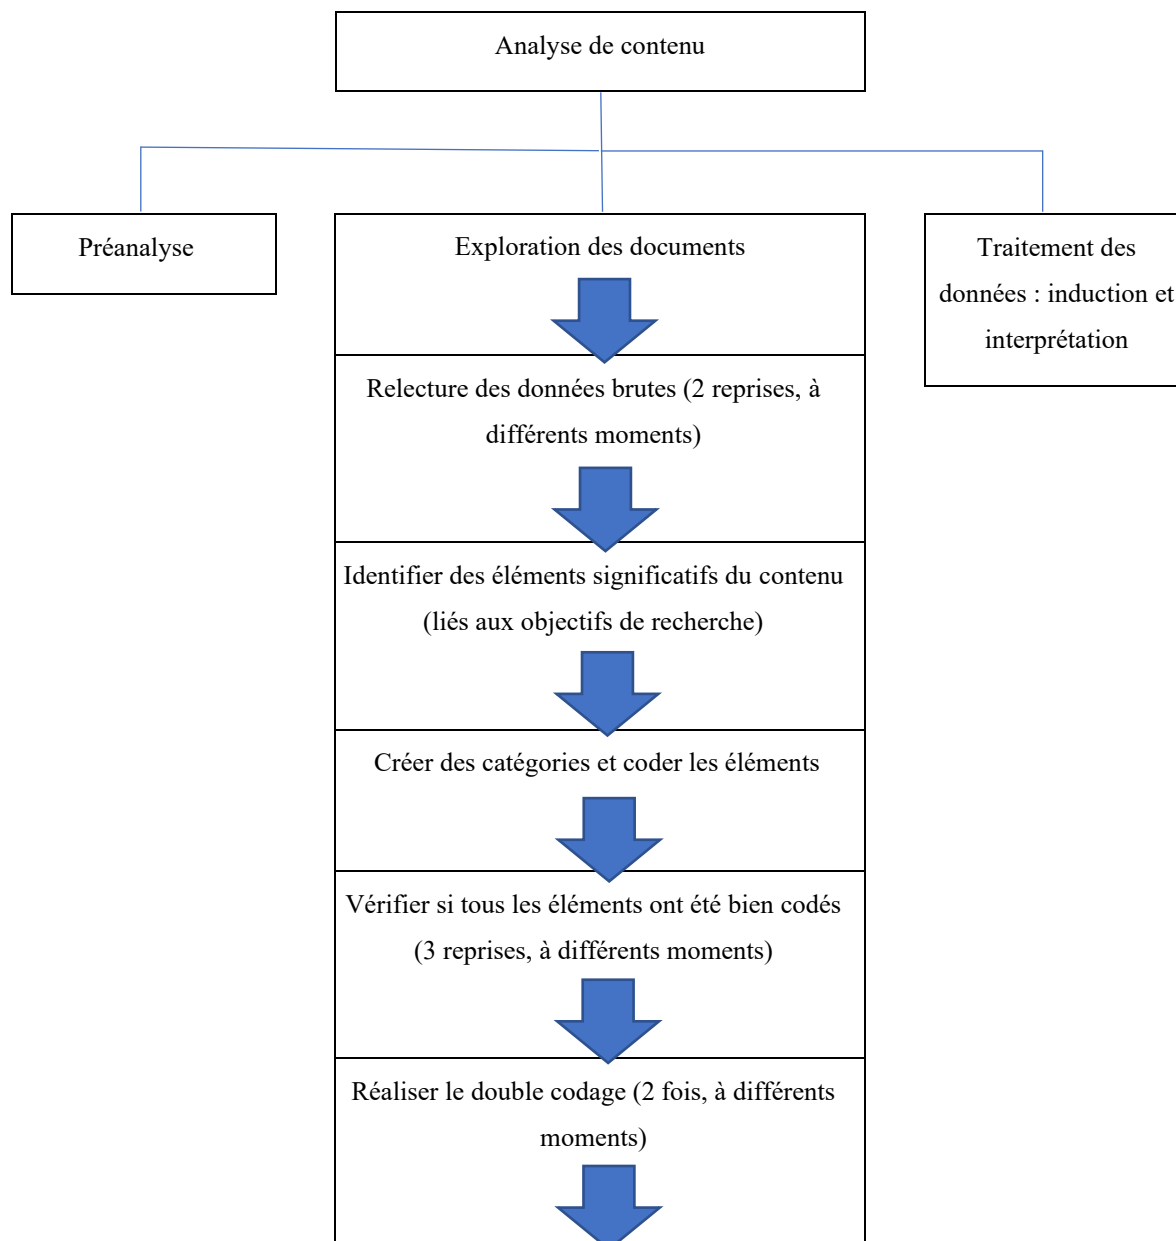 Analyse de contenu
Préanalyse
Exploration des documents
Traitement des
données : induction et
interprétation
Relecture des données brutes (2 reprises, à
différents moments)
Identifier des éléments significatifs du contenu
(liés aux objectifs de recherche)
Créer des catégories et coder les éléments
Vérifier si tous les éléments ont été bien codés
(3 reprises, à différents moments)
Réaliser le double codage (2 fois, à différents
moments)